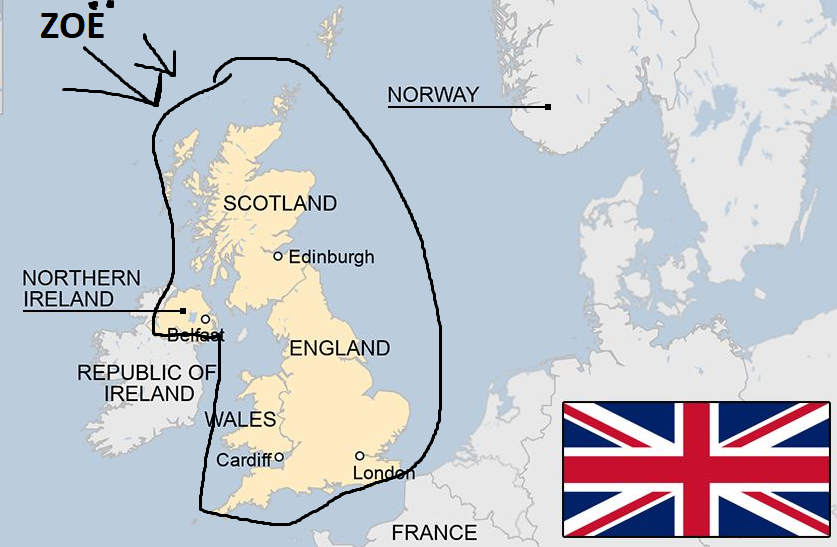 ZOË
NORWAY
SCOTLAND
Edinburgh
NORTHERN
IRELAND
Belfast
ENGLAND
REPUBLIC OF
IRELAND
WALES
Cardiff
London
FRANCE